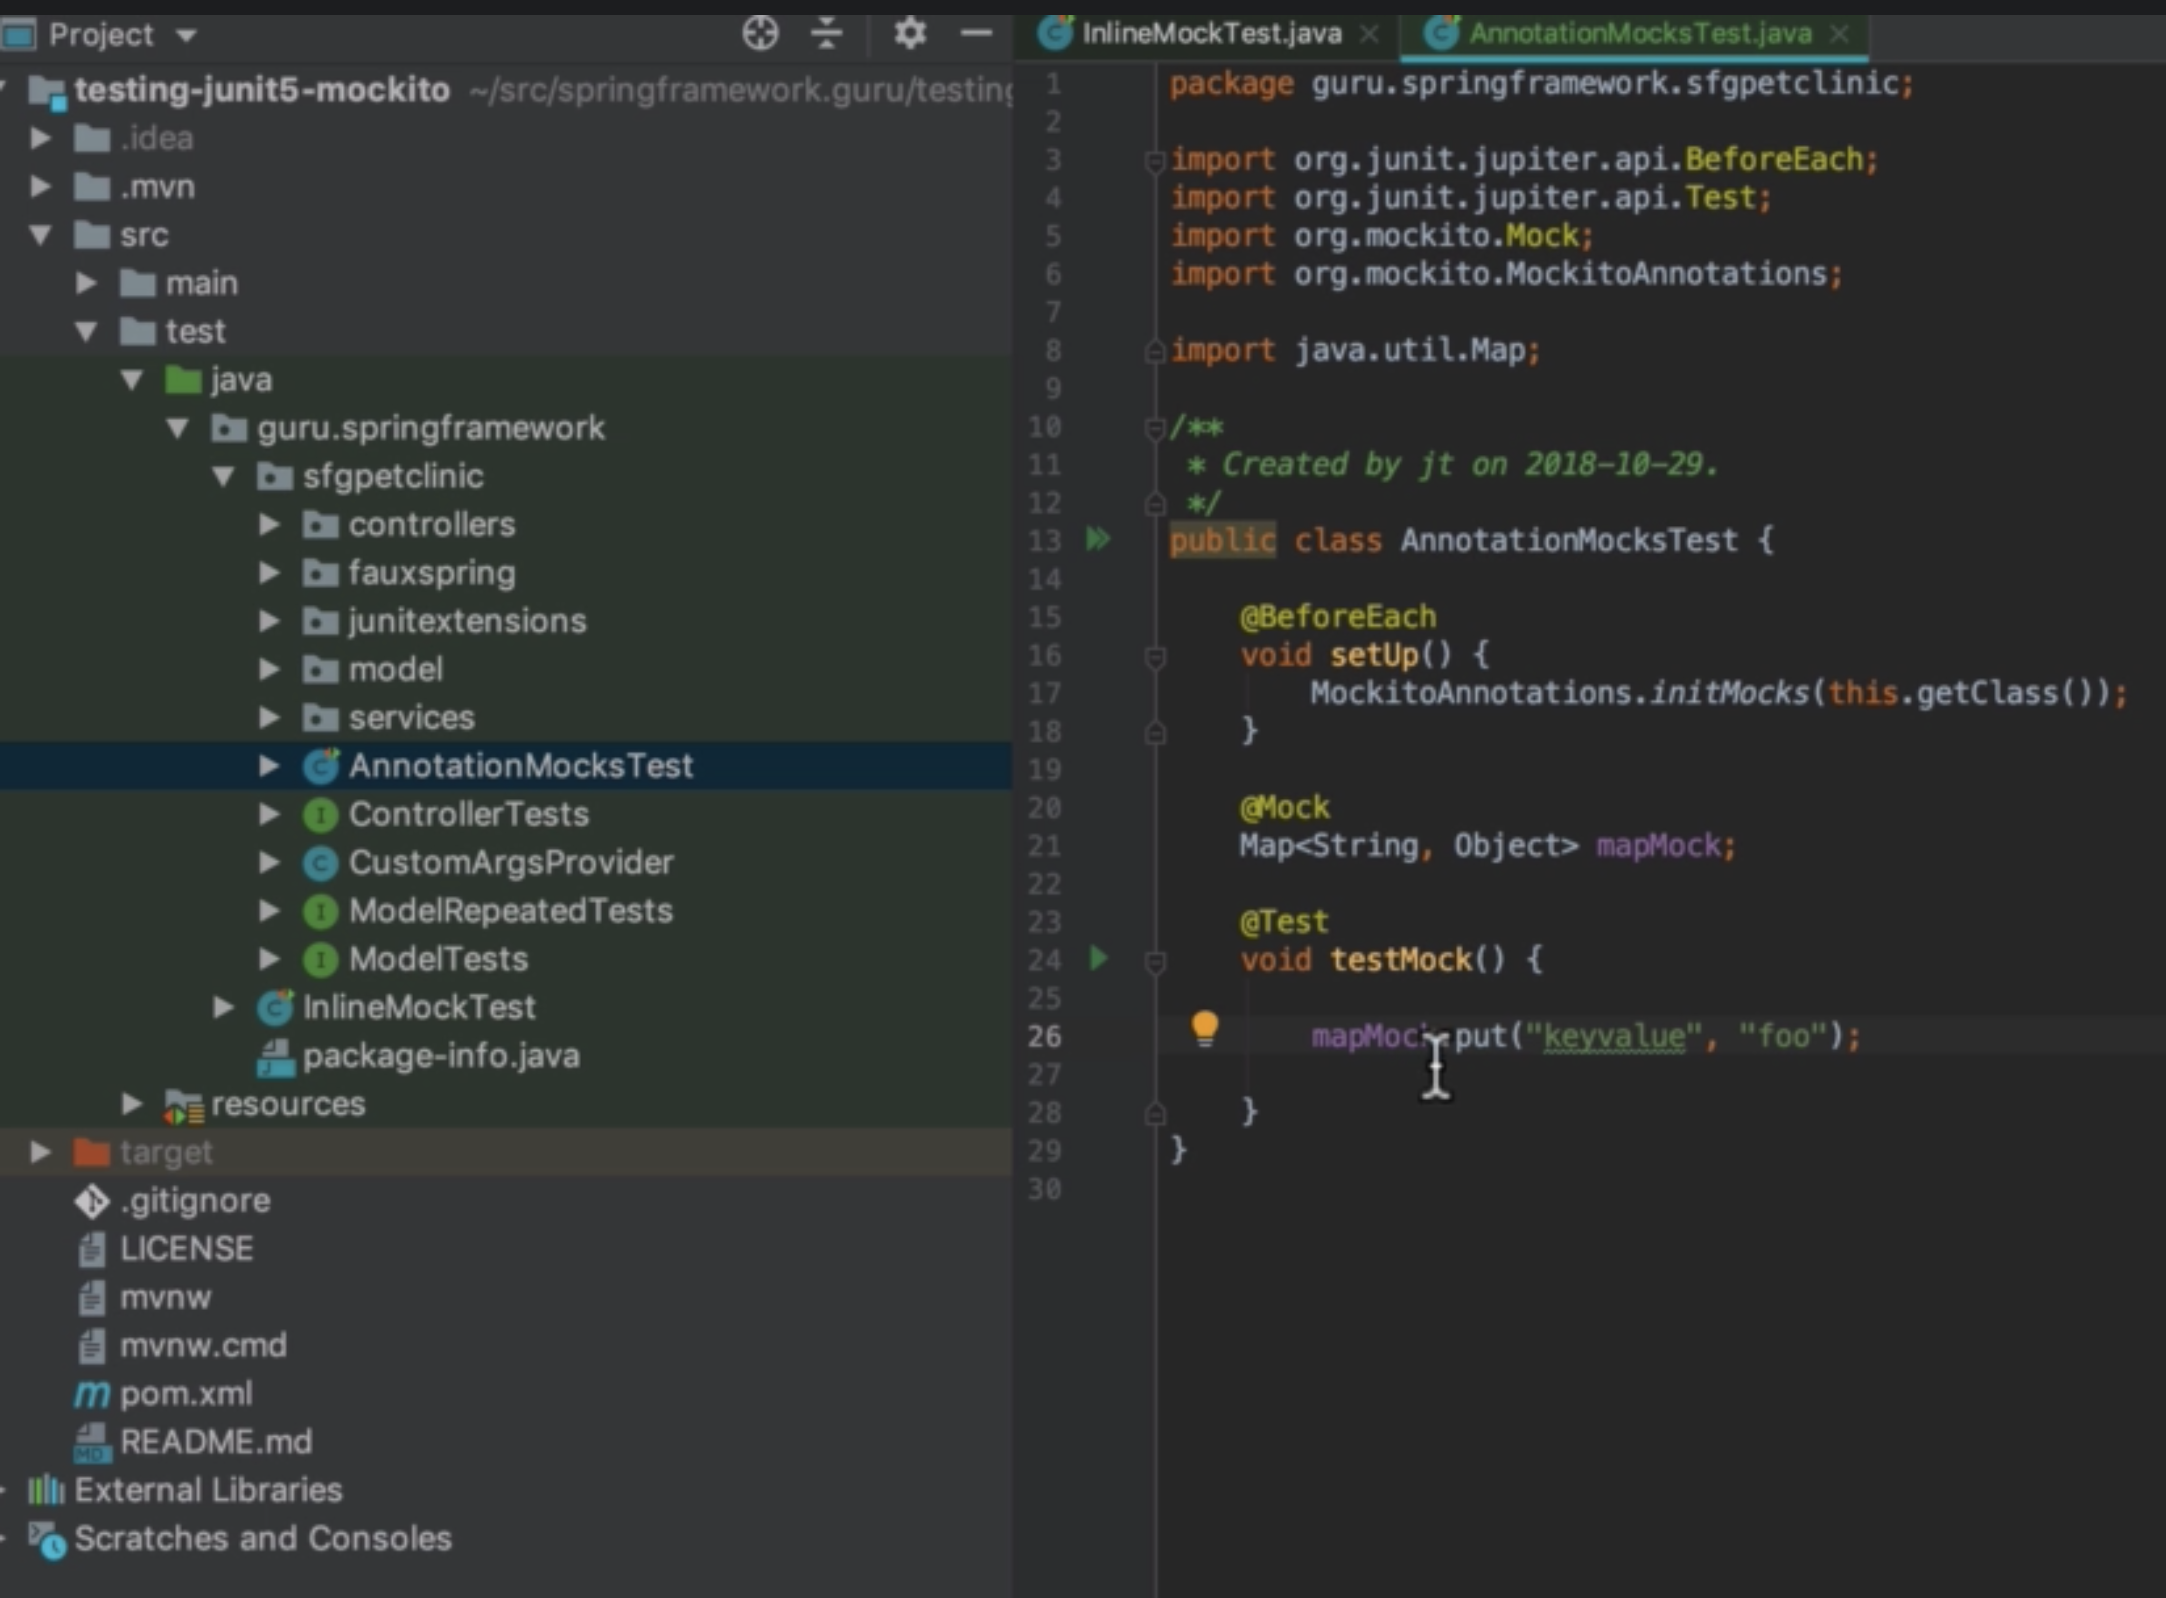 Project
testing-junit5-mockito ~/src/springframework.guru/testing
.idea
.mvn
src
main
test
java
guru.springframework
sfgpetclinic
controllers
fauxspring
junitextensions
model
services
AnnotationMocksTest
ControllerTests
CustomArgsProvider
ModelRepeatedTests
ModelTests
InlineMockTest
package-info.java
resources
target
.gitignore
LICENSE
mvnw
mvnw.cmd
pom.xml
README.md
External Libraries
Scratches and Consoles
InlineMockTest.java AnnotationMocksTest.java
1 package guru.springframework.sfgpetclinic;
2
3 import org.junit.jupiter.api.BeforeEach;
4 import org.junit.jupiter.api.Test;
5 import org.mockito.Mock;
6 import org.mockito.MockitoAnnotations;
7
8 import java.util.Map;
9
10 /**
11 * Created by jt on 2018-10-29.
12 */
13 public class AnnotationMocksTest {
14
15 @BeforeEach
16 void setUp() {
17 MockitoAnnotations.initMocks(this.getClass());
18 }
19
20 @Mock
21 Map<String, Object> mapMock;
22
23 @Test
24 void testMock() {
25
26 mapMock.put("keyvalue", "foo");
27
28 }
29 }
30